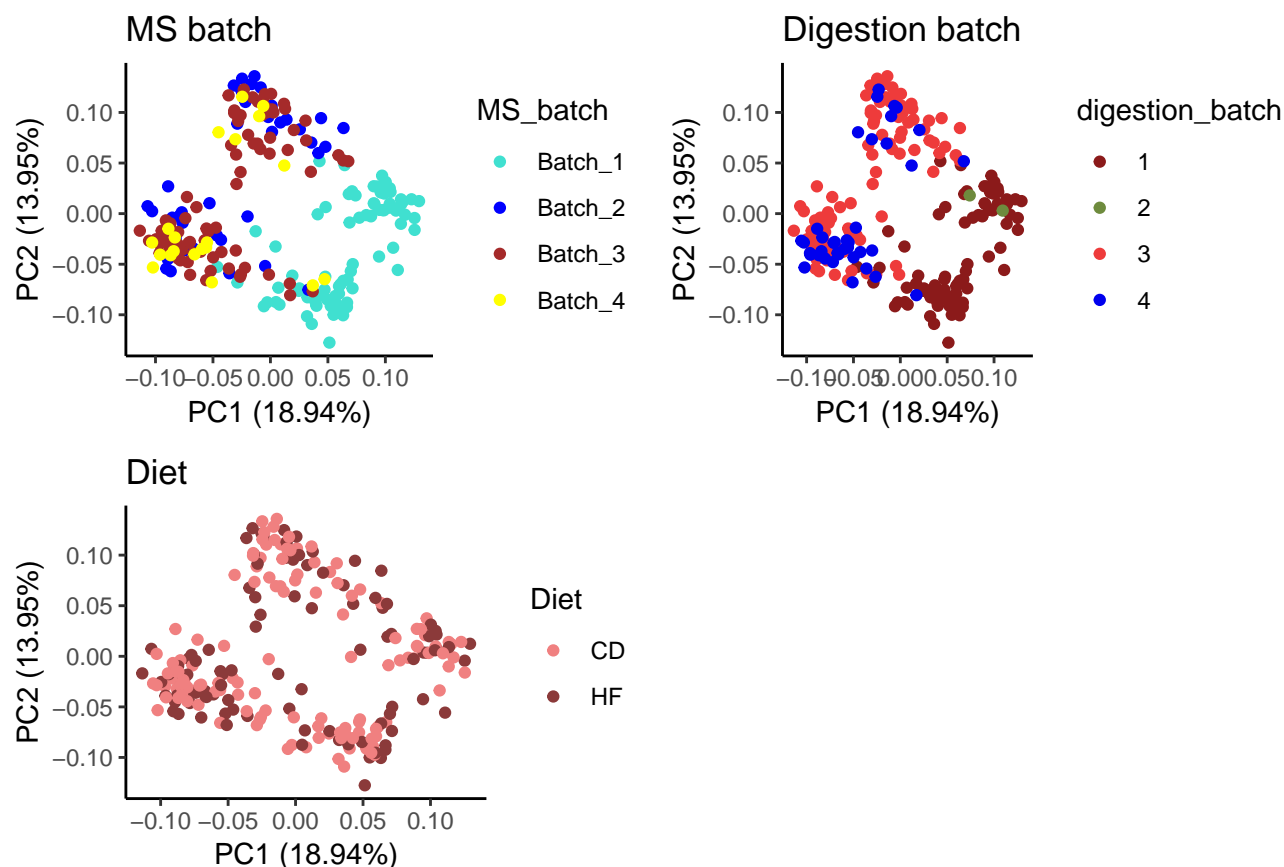 MS batch
PC2 (13.95%)
0.10
0.05
0.00
−0.05
−0.10
−0.10 −0.05 0.00 0.05 0.10
PC1 (18.94%)
MS_batch
Batch_1
Batch_2
Batch_3
Batch_4
Digestion batch
PC2 (13.95%)
0.10
0.05
0.00
−0.05
−0.10
−0.10 −0.05 0.00 0.05 0.10
PC1 (18.94%)
digestion_batch
1
2
3
4
Diet
PC2 (13.95%)
0.10
0.05
0.00
−0.05
−0.10
−0.10 −0.05 0.00 0.05 0.10
PC1 (18.94%)
Diet
CD
HF